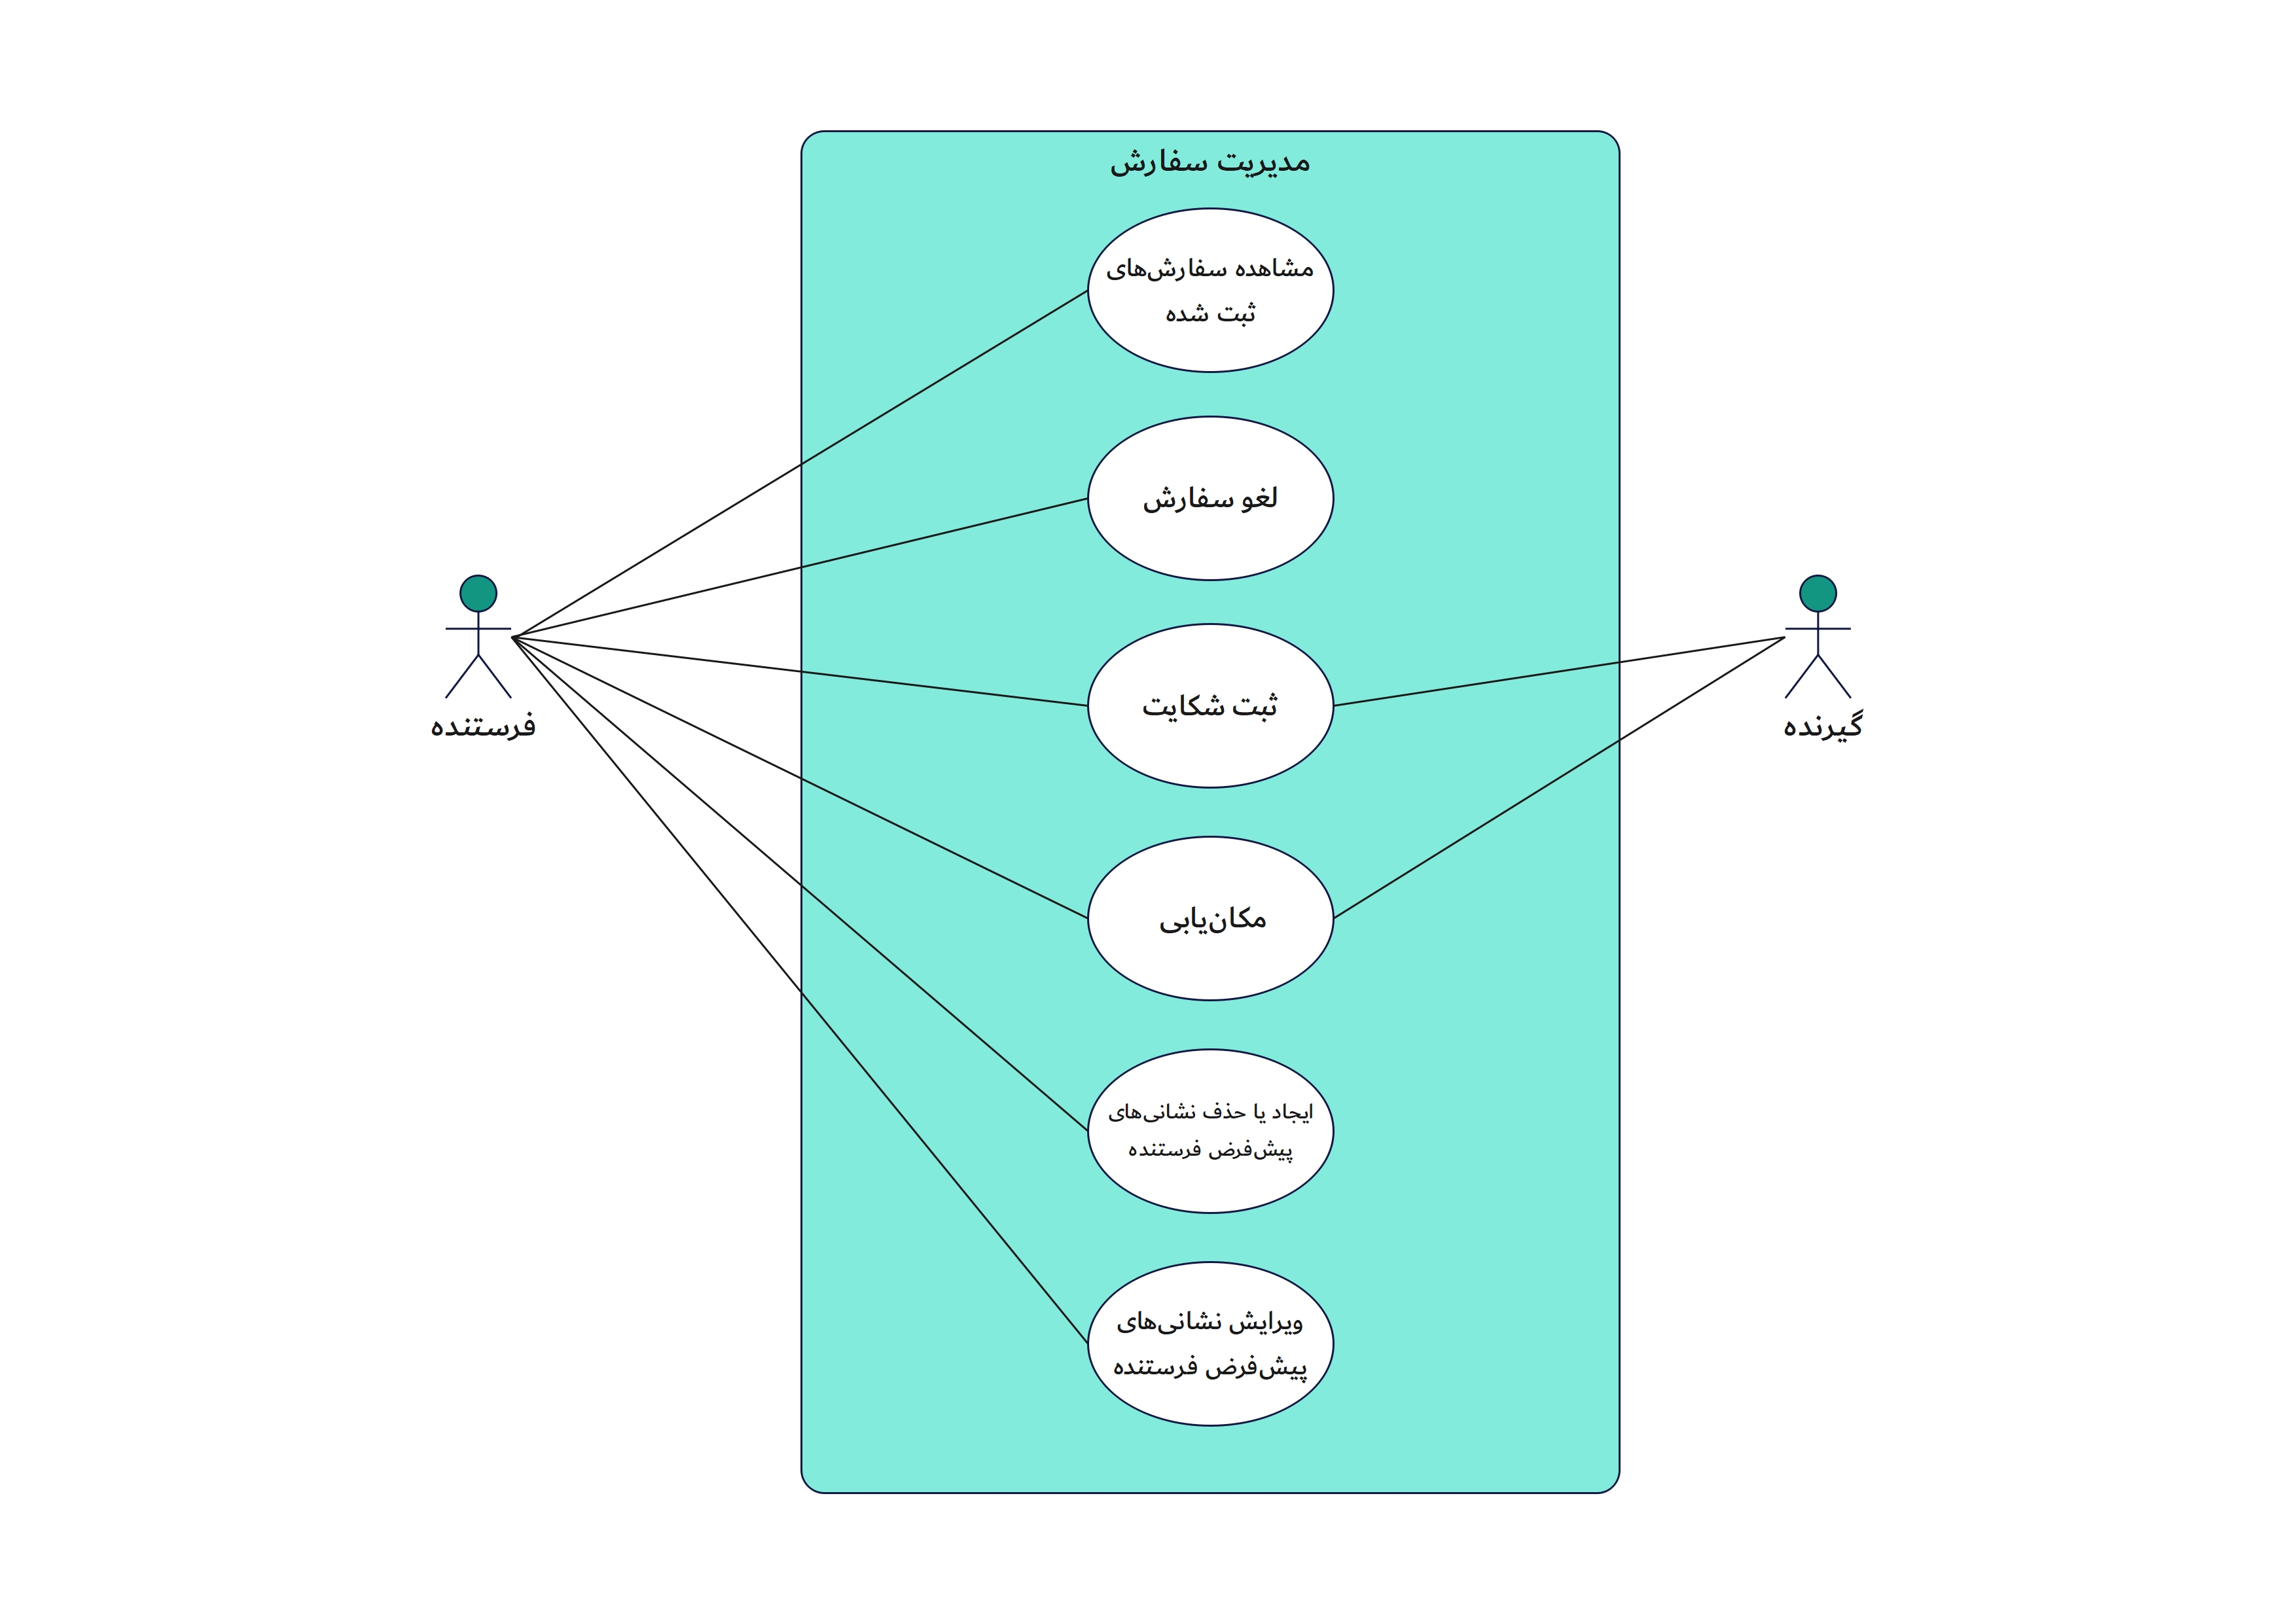 مدیریت سفارش
مشاهده سفارش‌های
ثبت شده
لغو سفارش
ثبت شکایت
فرستنده
گیرنده
مکان‌یابی
ایجاد یا حذف نشانی‌های
پیش‌فرض فرستنده
ویرایش نشانی‌های
پیش‌فرض فرستنده